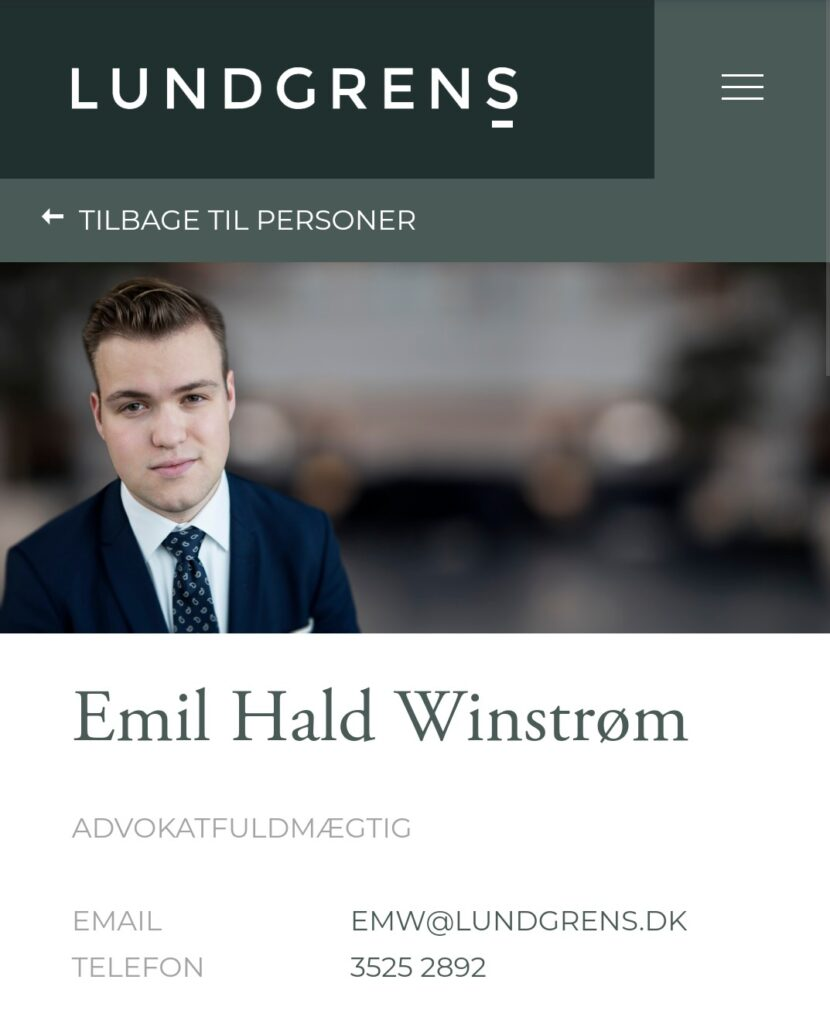 LUNDGRENS
TILBAGE TIL PERSONER
Emil Hald Winstrøm
ADVOKATFULDMÆGTIG
EMAIL EMW@LUNDGRENS.DK
TELEFON 3525 2892